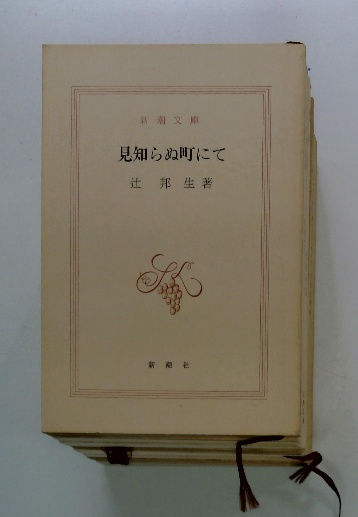 新潮文庫
見知らぬ町にて
辻邦生著
新潮社